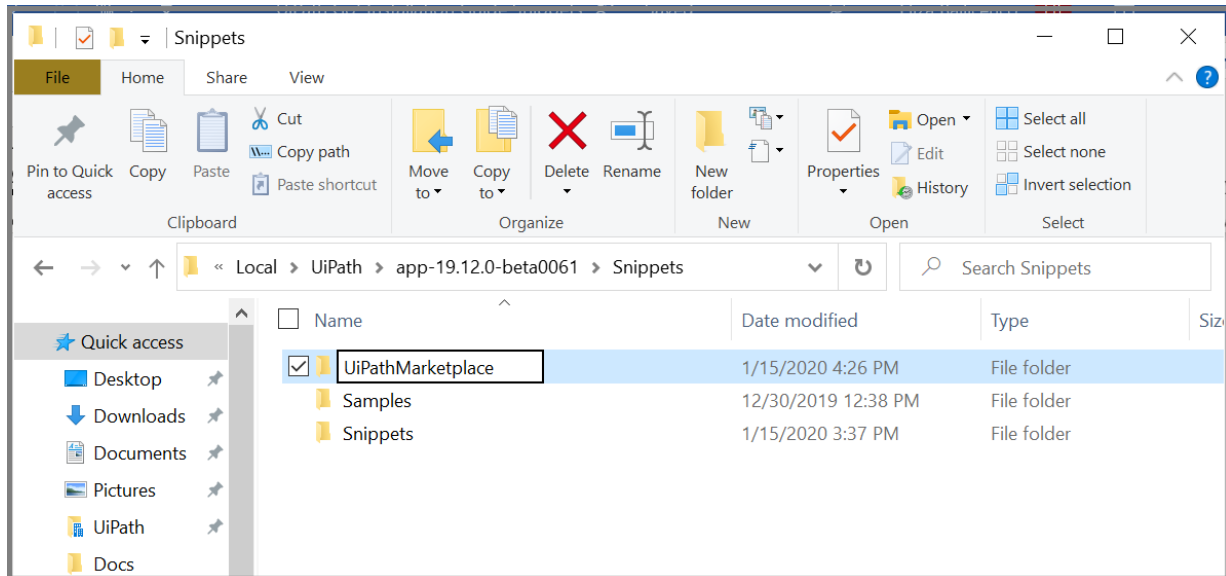 Snippets
File Home Share View
Pin to Quick access
Copy
Paste
Cut
Copy path
Paste shortcut
Clipboard
Move to
Copy to
Delete
Rename
Organize
New folder
New
Properties
Open
Edit
History
Open
Select all
Select none
Invert selection
Select
« Local > UiPath > app-19.12.0-beta0061 > Snippets
Search Snippets
Quick access
Desktop
Downloads
Documents
Pictures
UiPath
Docs
Name Date modified Type
UiPathMarketplace 1/15/2020 4:26 PM File folder
Samples 12/30/2019 12:38 PM File folder
Snippets 1/15/2020 3:37 PM File folder